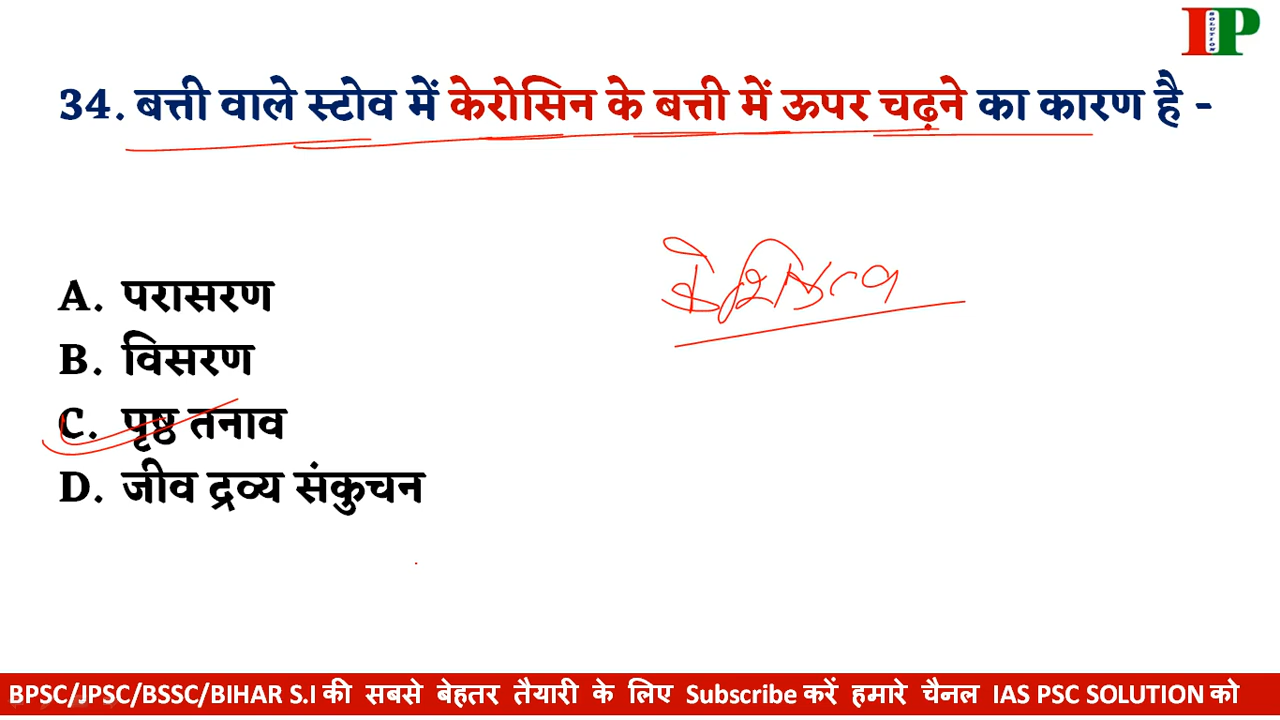 IP
SOLUTION
34. बत्ती वाले स्टोव में केरोसिन के बत्ती में ऊपर चढ़ने का कारण है -
केशिकत्व
A. परासरण
B. विसरण
C. पृष्ठ तनाव
D. जीव द्रव्य संकुचन
BPSC/JPSC/BSSC/BIHAR S.I की सबसे बेहतर तैयारी के लिए Subscribe करें हमारे चैनल IAS PSC SOLUTION को